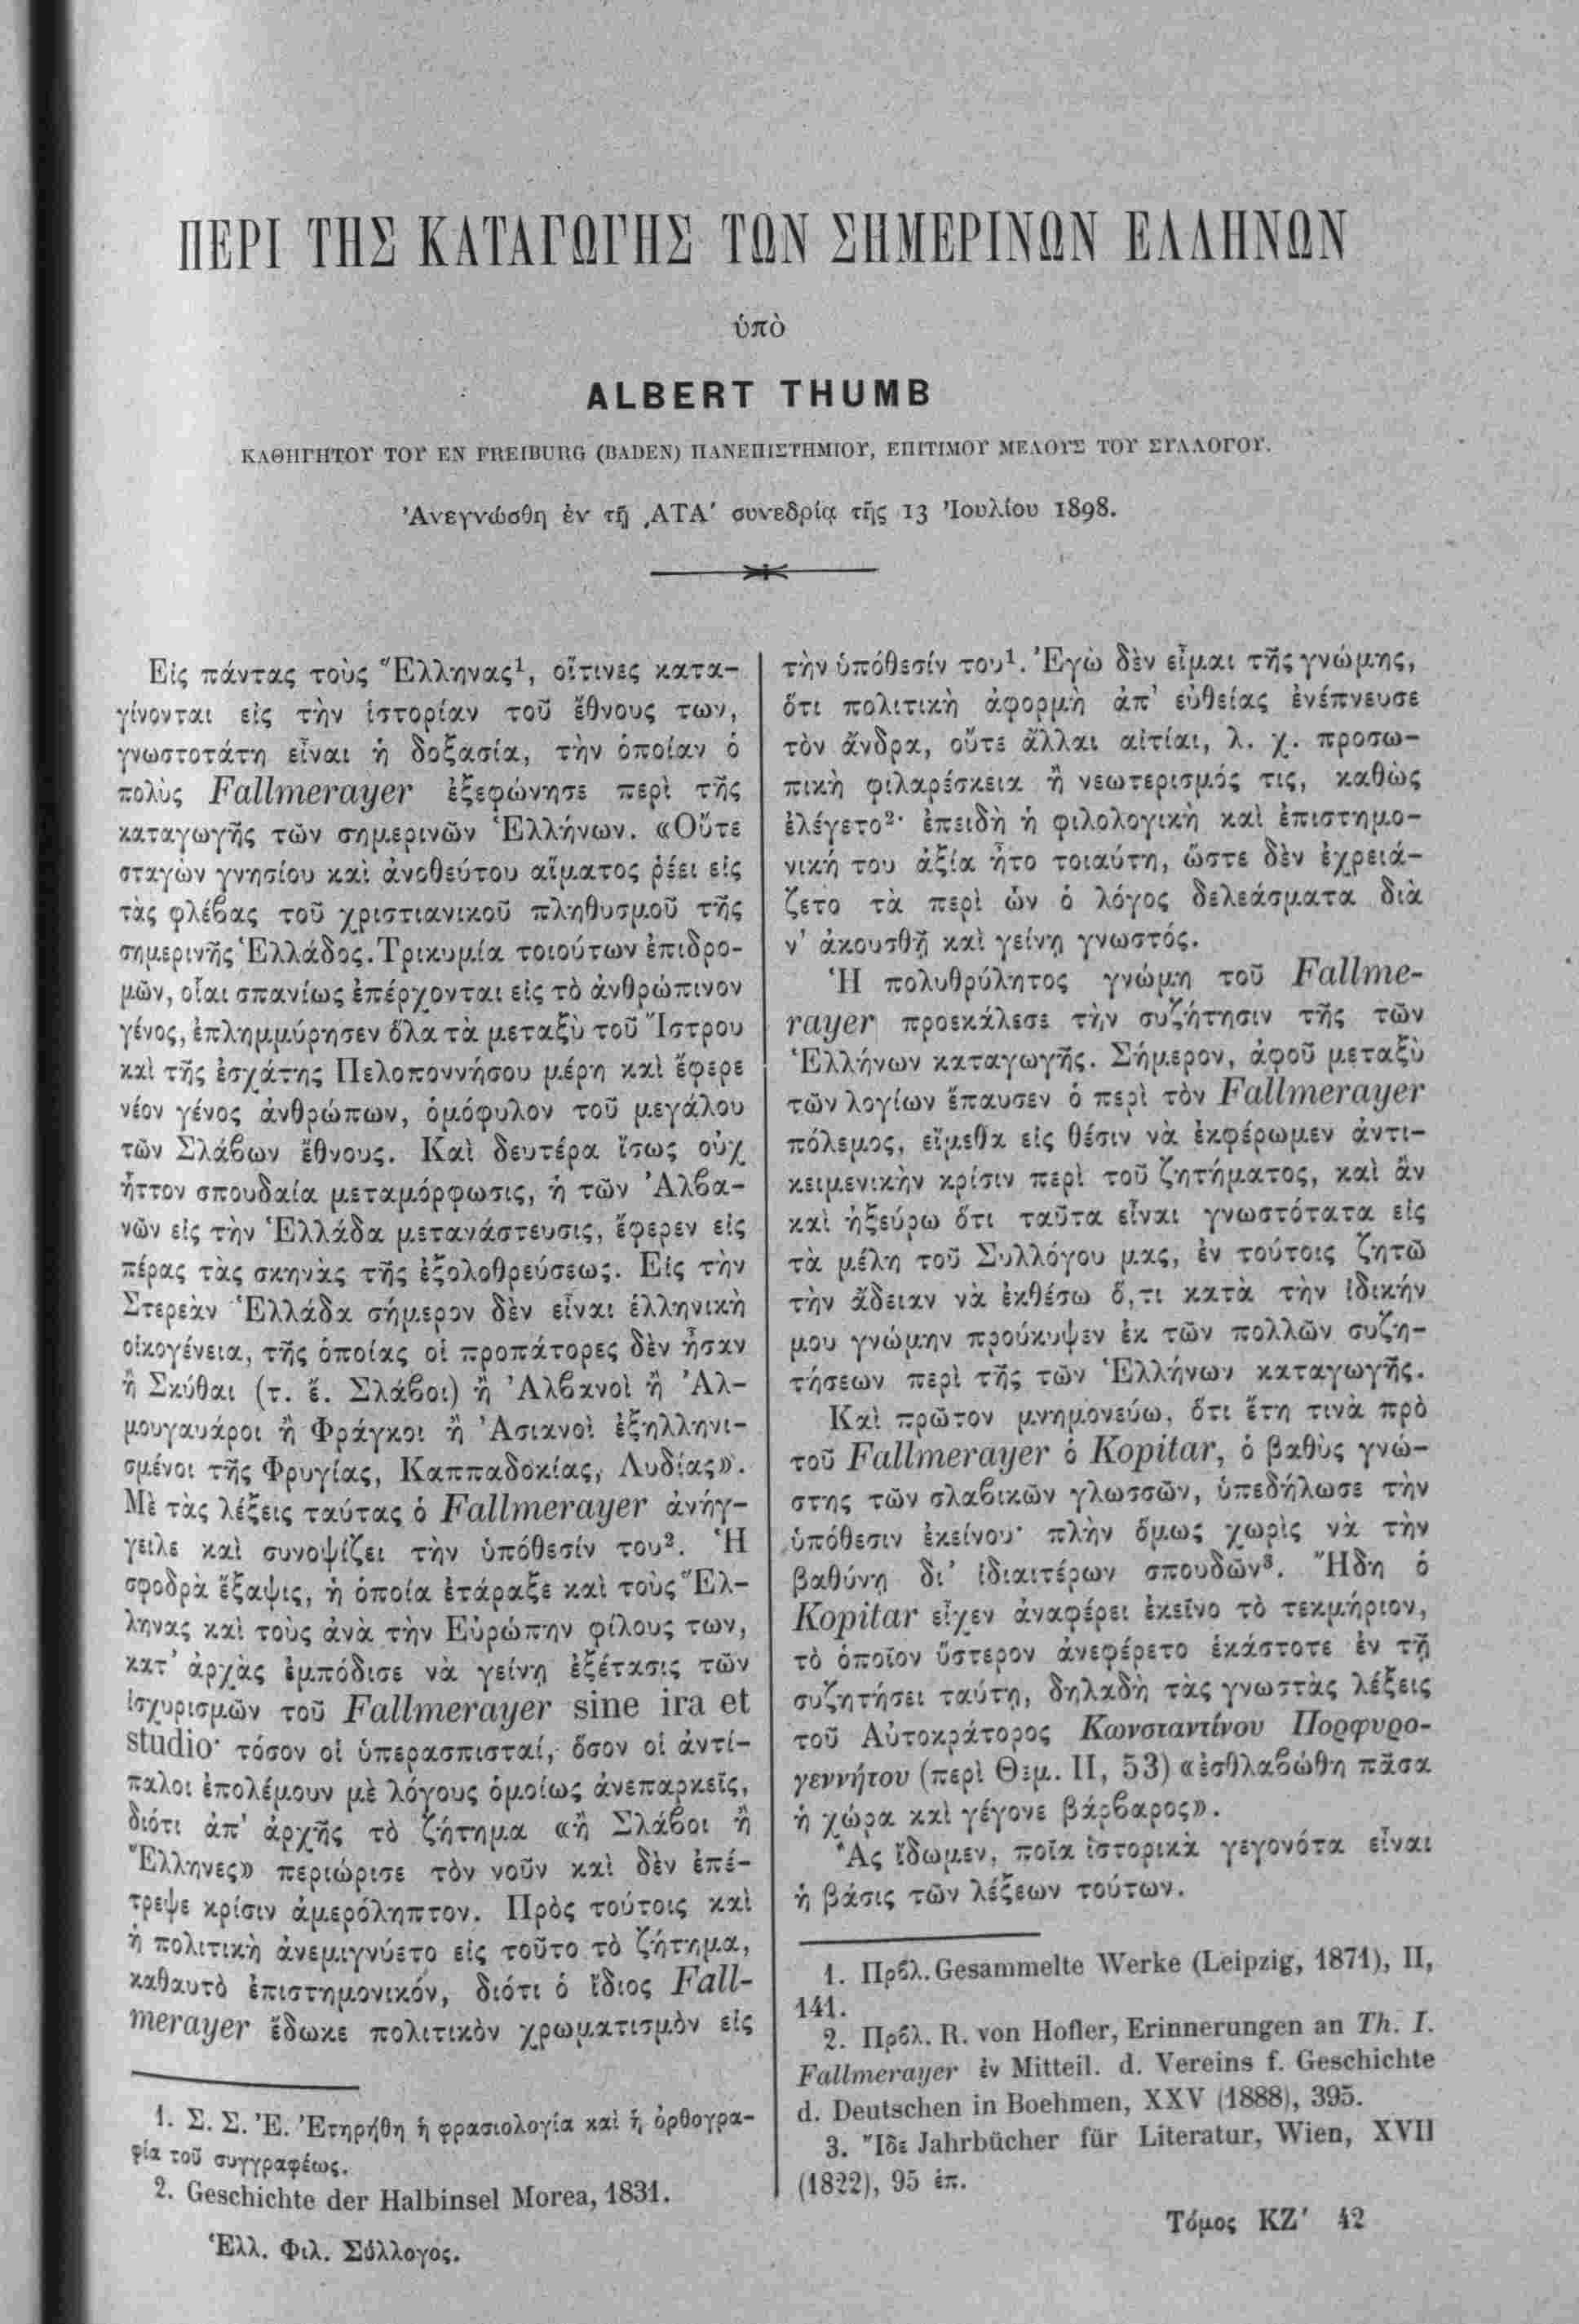 ΠΕΡΙ ΤΗΣ ΚΑΤΑΓΩΓΗΣ ΤΩΝ ΣΗΜΕΡΙΝΩΝ ΕΛΛΗΝΩΝ
ὑπὸ
ALBERT THUMB
ΚΑΘΗΓΗΤΟΥ ΤΟΥ ΕΝ FREIBURG (BADEN) ΠΑΝΕΠΙΣΤΗΜΙΟΥ, ΕΠΙΤΙΜΟΥ ΜΕΛΟΥΣ ΤΟΥ ΣΥΛΛΟΓΟΥ.
Ἀνεγνώσθη ἐν τῇ ͵ΑΤΑʹ συνεδρίᾳ τῆς 13 Ἰουλίου 1898.
Εἰς πάντας τοὺς Ἕλληνας¹, οἵτινες κατα-
γίνονται εἰς τὴν ἱστορίαν τοῦ ἔθνους των,
γνωστοτάτη εἶναι ἡ δοξασία, τὴν ὁποίαν ὁ
πολὺς Fallmerayer ἐξεφώνησε περὶ τῆς
καταγωγῆς τῶν σημερινῶν Ἑλλήνων. «Οὔτε
σταγὼν γνησίου καὶ ἀνοθεύτου αἵματος ῥέει εἰς
τὰς φλέβας τοῦ χριστιανικοῦ πληθυσμοῦ τῆς
σημερινῆς Ἑλλάδος. Τρικυμία τοιούτων ἐπιδρο-
μῶν, οἷαι σπανίως ἐπέρχονται εἰς τὸ ἀνθρώπινον
γένος, ἐπλημμύρησεν ὅλα τὰ μεταξὺ τοῦ Ἴστρου
καὶ τῆς ἐσχάτης Πελοποννήσου μέρη καὶ ἔφερε
νέον γένος ἀνθρώπων, ὁμόφυλον τοῦ μεγάλου
τῶν Σλάβων ἔθνους. Καὶ δευτέρα ἴσως οὐχ
ἧττον σπουδαία μεταμόρφωσις, ἡ τῶν Ἀλβα-
νῶν εἰς τὴν Ἑλλάδα μετανάστευσις, ἔφερεν εἰς
πέρας τὰς σκηνὰς τῆς ἐξολοθρεύσεως. Εἰς τὴν
Στερεὰν Ἑλλάδα σήμερον δὲν εἶναι ἑλληνικὴ
οἰκογένεια, τῆς ὁποίας οἱ προπάτορες δὲν ἦσαν
ἢ Σκύθαι (τ. ἔ. Σλάβοι) ἢ Ἀλβανοὶ ἢ Ἀλ-
μουγαυάροι ἢ Φράγκοι ἢ Ἀσιανοὶ ἐξηλληνι-
σμένοι τῆς Φρυγίας, Καππαδοκίας, Λυδίας».
Μὲ τὰς λέξεις ταύτας ὁ Fallmerayer ἀνήγ-
γειλε καὶ συνοψίζει τὴν ὑπόθεσίν του². Ἡ
σφοδρὰ ἔξαψις, ἡ ὁποία ἐτάραξε καὶ τοὺς Ἕλ-
ληνας καὶ τοὺς ἀνὰ τὴν Εὐρώπην φίλους των,
κατ' ἀρχὰς ἐμπόδισε νὰ γείνῃ ἐξέτασις τῶν
ἰσχυρισμῶν τοῦ Fallmerayer sine ira et
studio· τόσον οἱ ὑπερασπισταί, ὅσον οἱ ἀντί-
παλοι ἐπολέμουν μὲ λόγους ὁμοίως ἀνεπαρκεῖς,
διότι ἀπ' ἀρχῆς τὸ ζήτημα «ἢ Σλάβοι ἢ
Ἕλληνες» περιώρισε τὸν νοῦν καὶ δὲν ἐπέ-
τρεψε κρίσιν ἀμερόληπτον. Πρὸς τούτοις καὶ
ἡ πολιτικὴ ἀνεμιγνύετο εἰς τοῦτο τὸ ζήτημα,
καθαυτὸ ἐπιστημονικόν, διότι ὁ ἴδιος Fall-
merayer ἔδωκε πολιτικὸν χρωματισμὸν εἰς
1. Σ. Σ. Ἐ. Ἐτηρήθη ἡ φρασιολογία καὶ ἡ ὀρθογρα-
φία τοῦ συγγραφέως.
2. Geschichte der Halbinsel Morea, 1831.
Ἑλλ. Φιλ. Σύλλογος.
τὴν ὑπόθεσίν του¹. Ἐγὼ δὲν εἶμαι τῆς γνώμης,
ὅτι πολιτικὴ ἀφορμὴ ἀπ' εὐθείας ἐνέπνευσε
τὸν ἄνδρα, οὔτε ἄλλαι αἰτίαι, λ. χ. προσω-
πικὴ φιλαρέσκεια ἢ νεωτερισμός τις, καθὼς
ἐλέγετο²· ἐπειδὴ ἡ φιλολογικὴ καὶ ἐπιστημο-
νική του ἀξία ἦτο τοιαύτη, ὥστε δὲν ἐχρειά-
ζετο τὰ περὶ ὧν ὁ λόγος δελεάσματα διὰ
ν' ἀκουσθῇ καὶ γείνῃ γνωστός.
Ἡ πολυθρύλητος γνώμη τοῦ Fallme-
rayer προεκάλεσε τὴν συζήτησιν τῆς τῶν
Ἑλλήνων καταγωγῆς. Σήμερον, ἀφοῦ μεταξὺ
τῶν λογίων ἔπαυσεν ὁ περὶ τὸν Fallmerayer
πόλεμος, εἴμεθα εἰς θέσιν νὰ ἐκφέρωμεν ἀντι-
κειμενικὴν κρίσιν περὶ τοῦ ζητήματος, καὶ ἂν
καὶ ἠξεύρω ὅτι ταῦτα εἶναι γνωστότατα εἰς
τὰ μέλη τοῦ Συλλόγου μας, ἐν τούτοις ζητῶ
τὴν ἄδειαν νὰ ἐκθέσω ὅ,τι κατὰ τὴν ἰδικήν
μου γνώμην προύκυψεν ἐκ τῶν πολλῶν συζη-
τήσεων περὶ τῆς τῶν Ἑλλήνων καταγωγῆς.
Καὶ πρῶτον μνημονεύω, ὅτι ἔτη τινὰ πρὸ
τοῦ Fallmerayer ὁ Kopitar, ὁ βαθὺς γνώ-
στης τῶν σλαβικῶν γλωσσῶν, ὑπεδήλωσε τὴν
ὑπόθεσιν ἐκείνου· πλὴν ὅμως χωρὶς νὰ τὴν
βαθύνῃ δι' ἰδιαιτέρων σπουδῶν³. Ἤδη ὁ
Kopitar εἶχεν ἀναφέρει ἐκεῖνο τὸ τεκμήριον,
τὸ ὁποῖον ὕστερον ἀνεφέρετο ἑκάστοτε ἐν τῇ
συζητήσει ταύτῃ, δηλαδὴ τὰς γνωστὰς λέξεις
τοῦ Αὐτοκράτορος Κωνσταντίνου Πορφυρο-
γεννήτου (περὶ Θεμ. II, 53) «ἐσθλαβώθη πᾶσα
ἡ χώρα καὶ γέγονε βάρβαρος».
Ἂς ἴδωμεν, ποῖα ἱστορικὰ γεγονότα εἶναι
ἡ βάσις τῶν λέξεων τούτων.
1. Πρβλ. Gesammelte Werke (Leipzig, 1871), II,
141.
2. Πρβλ. R. von Hofler, Erinnerungen an Th. I.
Fallmerayer ἐν Mitteil. d. Vereins f. Geschichte
d. Deutschen in Boehmen, XXV (1888), 395.
3. Ἴδε Jahrbücher für Literatur, Wien, XVII
(1822), 95 ἑπ.
Τόμος ΚΖʹ 42